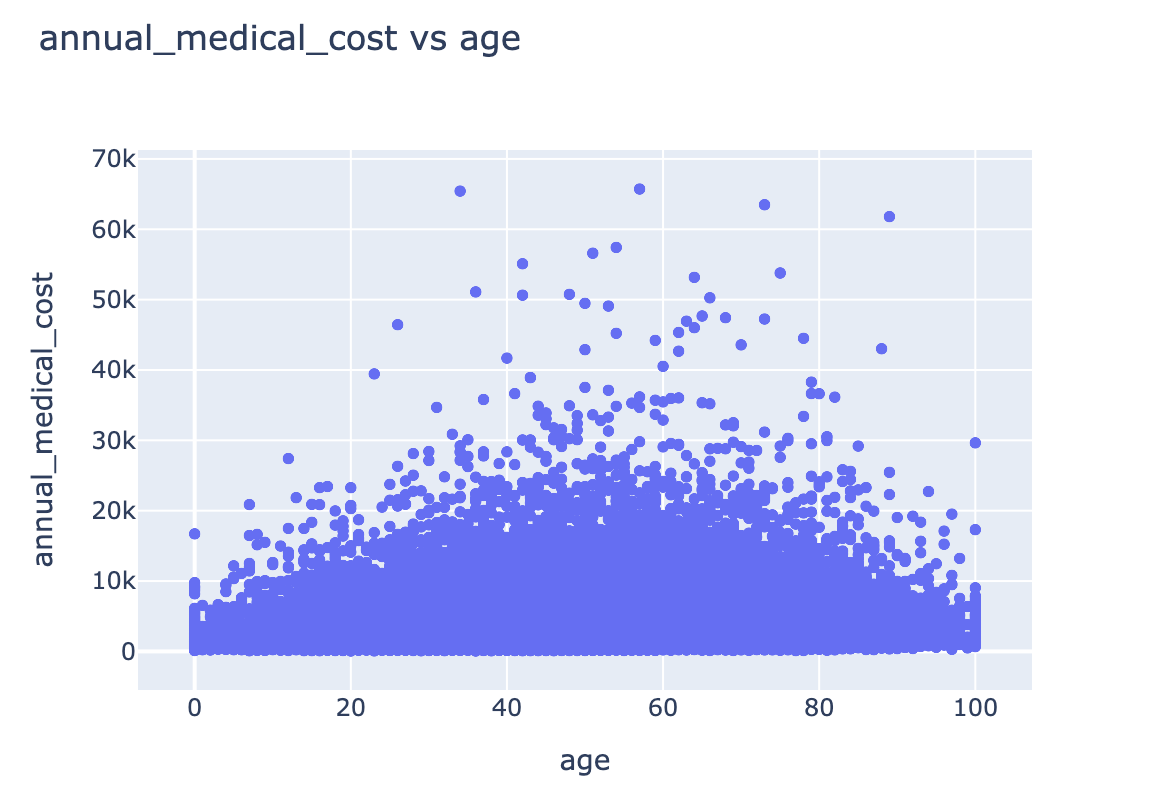 annual_medical_cost vs age
70k
60k
50k
40k
30k
20k
10k
0
annual_medical_cost
0 20 40 60 80 100
age